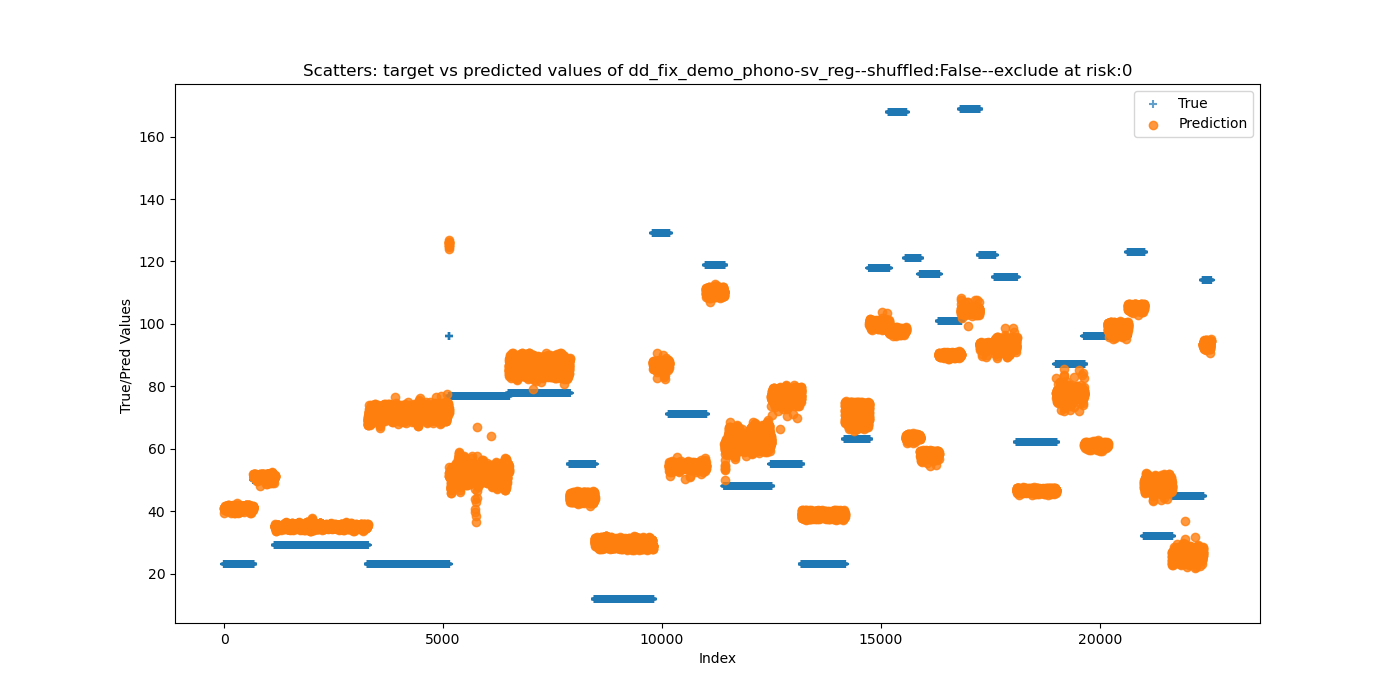 Scatters: target vs predicted values of dd_fix_demo_phono-sv_reg--shuffled:False--exclude at risk:0
True
Prediction
160
140
120
100
80
60
40
20
True/Pred Values
0
5000
10000
15000
20000
Index